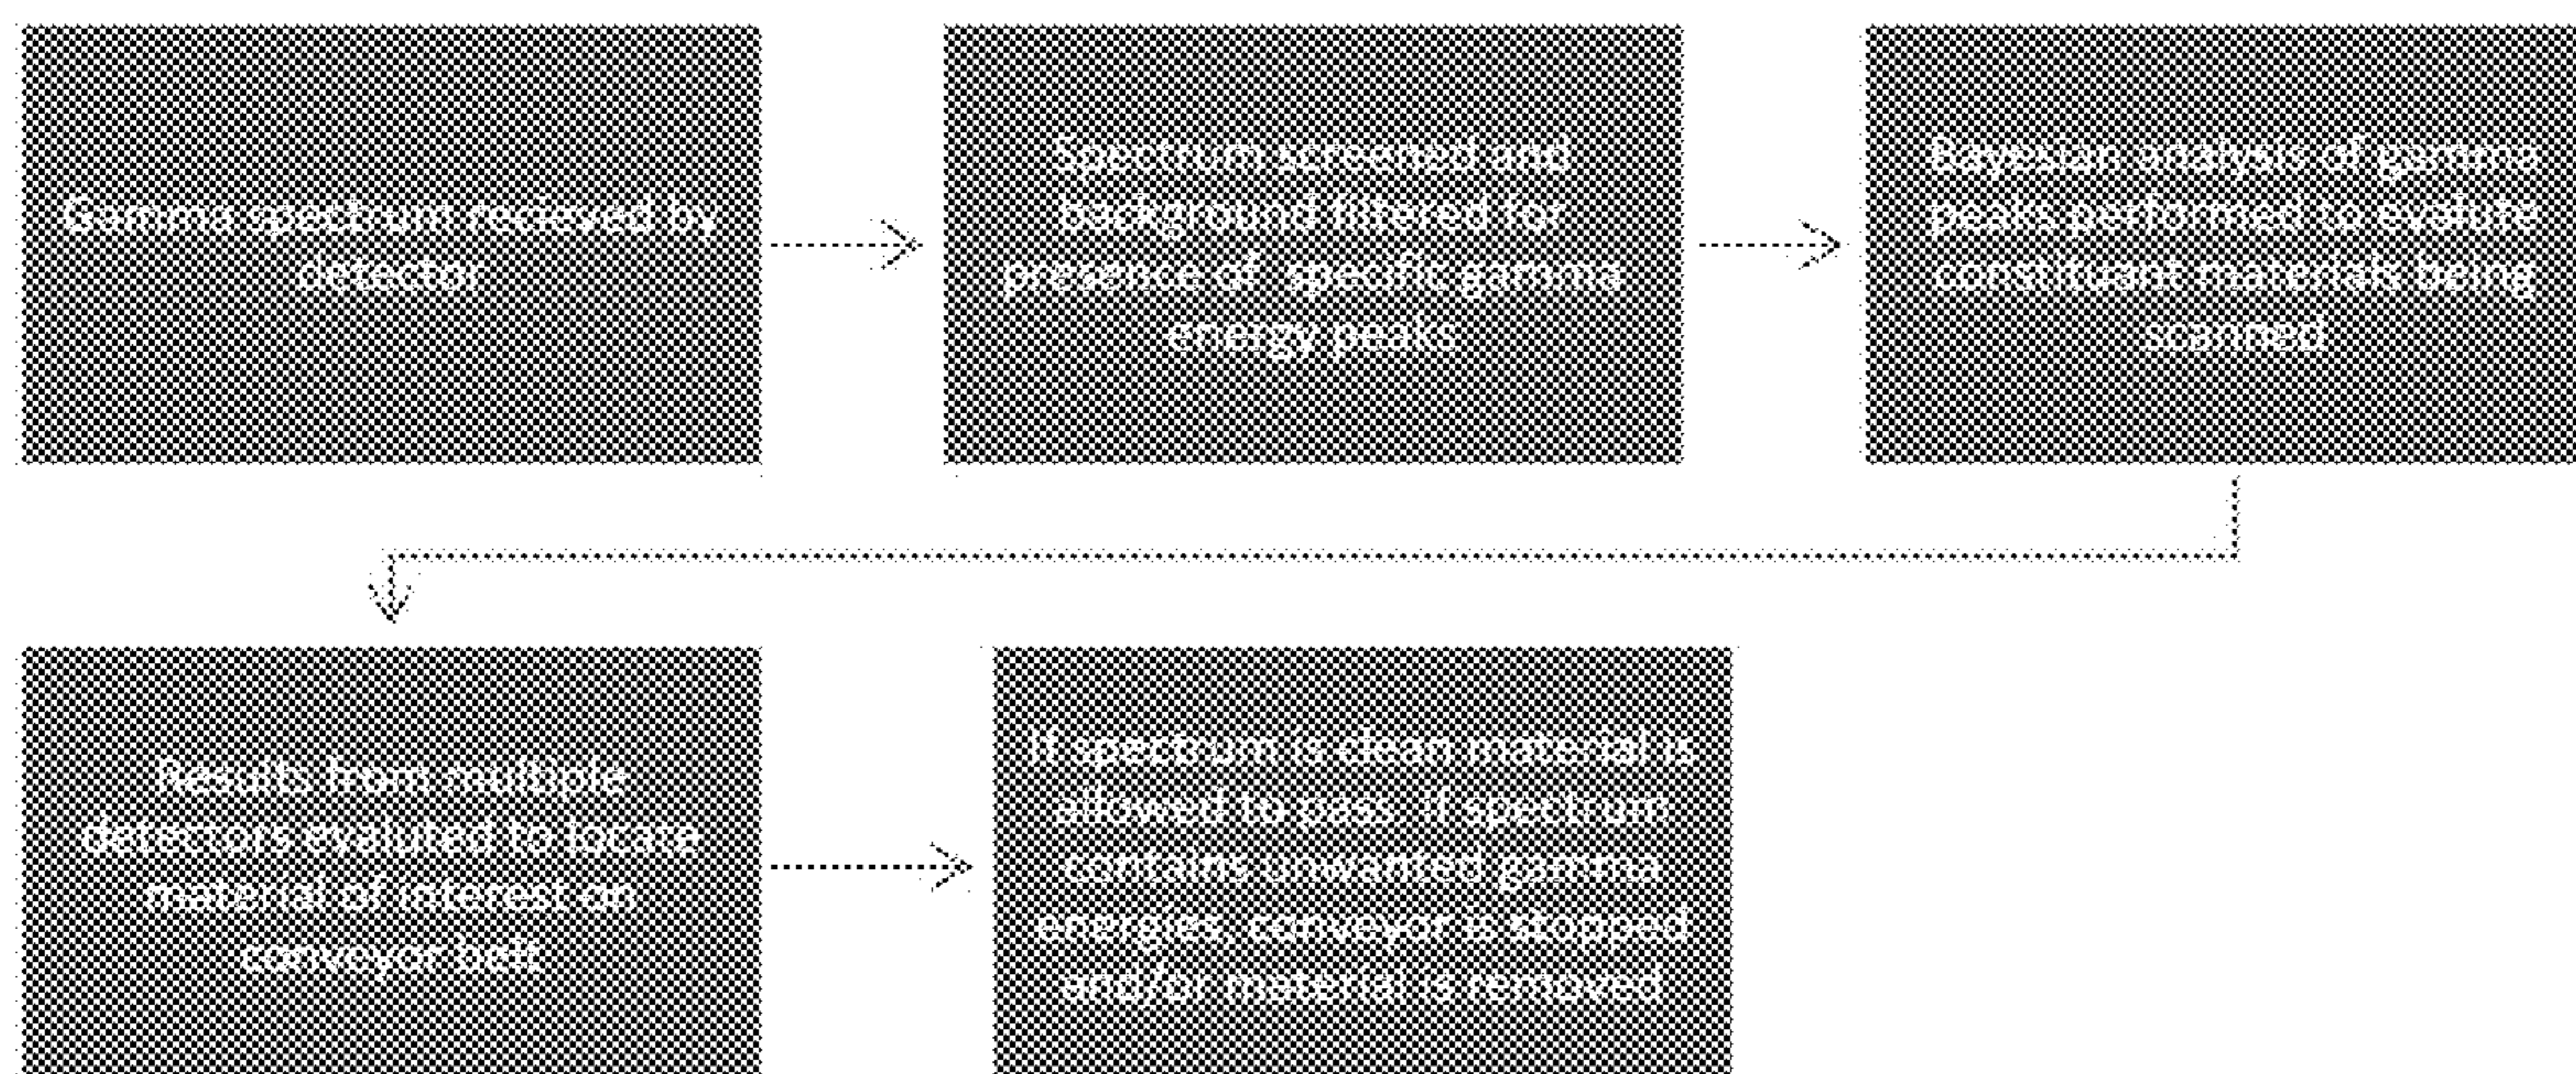 Gamma spectrum recieved by
detector
Spectrum screened and
background filtered for
presence of specific gamma
energy peaks
Bayesian analysis of gamma
peaks performed to evalute
constituant materials being
scanned
Results from multiple
detectors evaluted to locate
material of interest on
conveyor belt
If spectrum is clean material is
allowed to pass, if spectrum
contains unwanted gamma
energies, conveyor is stopped
and/or material is removed